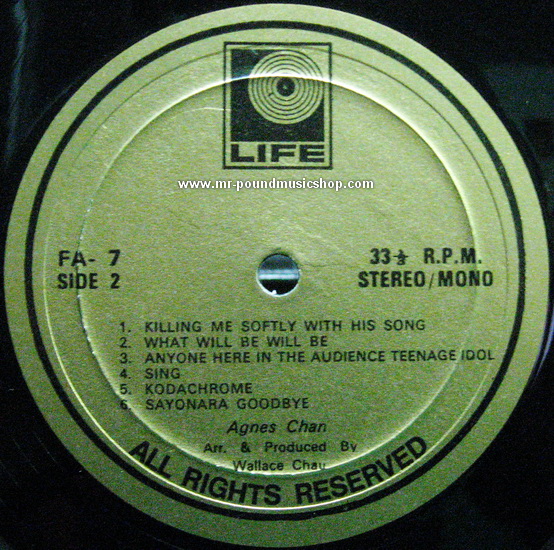 LIFE
www.mr-poundmusicshop.com
FA- 7
SIDE 2
33⅓ R.P.M.
STEREO/MONO
1. KILLING ME SOFTLY WITH HIS SONG
2. WHAT WILL BE WILL BE
3. ANYONE HERE IN THE AUDIENCE TEENAGE IDOL
4. SING
5. KODACHROME
6. SAYONARA GOODBYE
Agnes Chan
Arr. & Produced By
Wallace Chau
ALL RIGHTS RESERVED